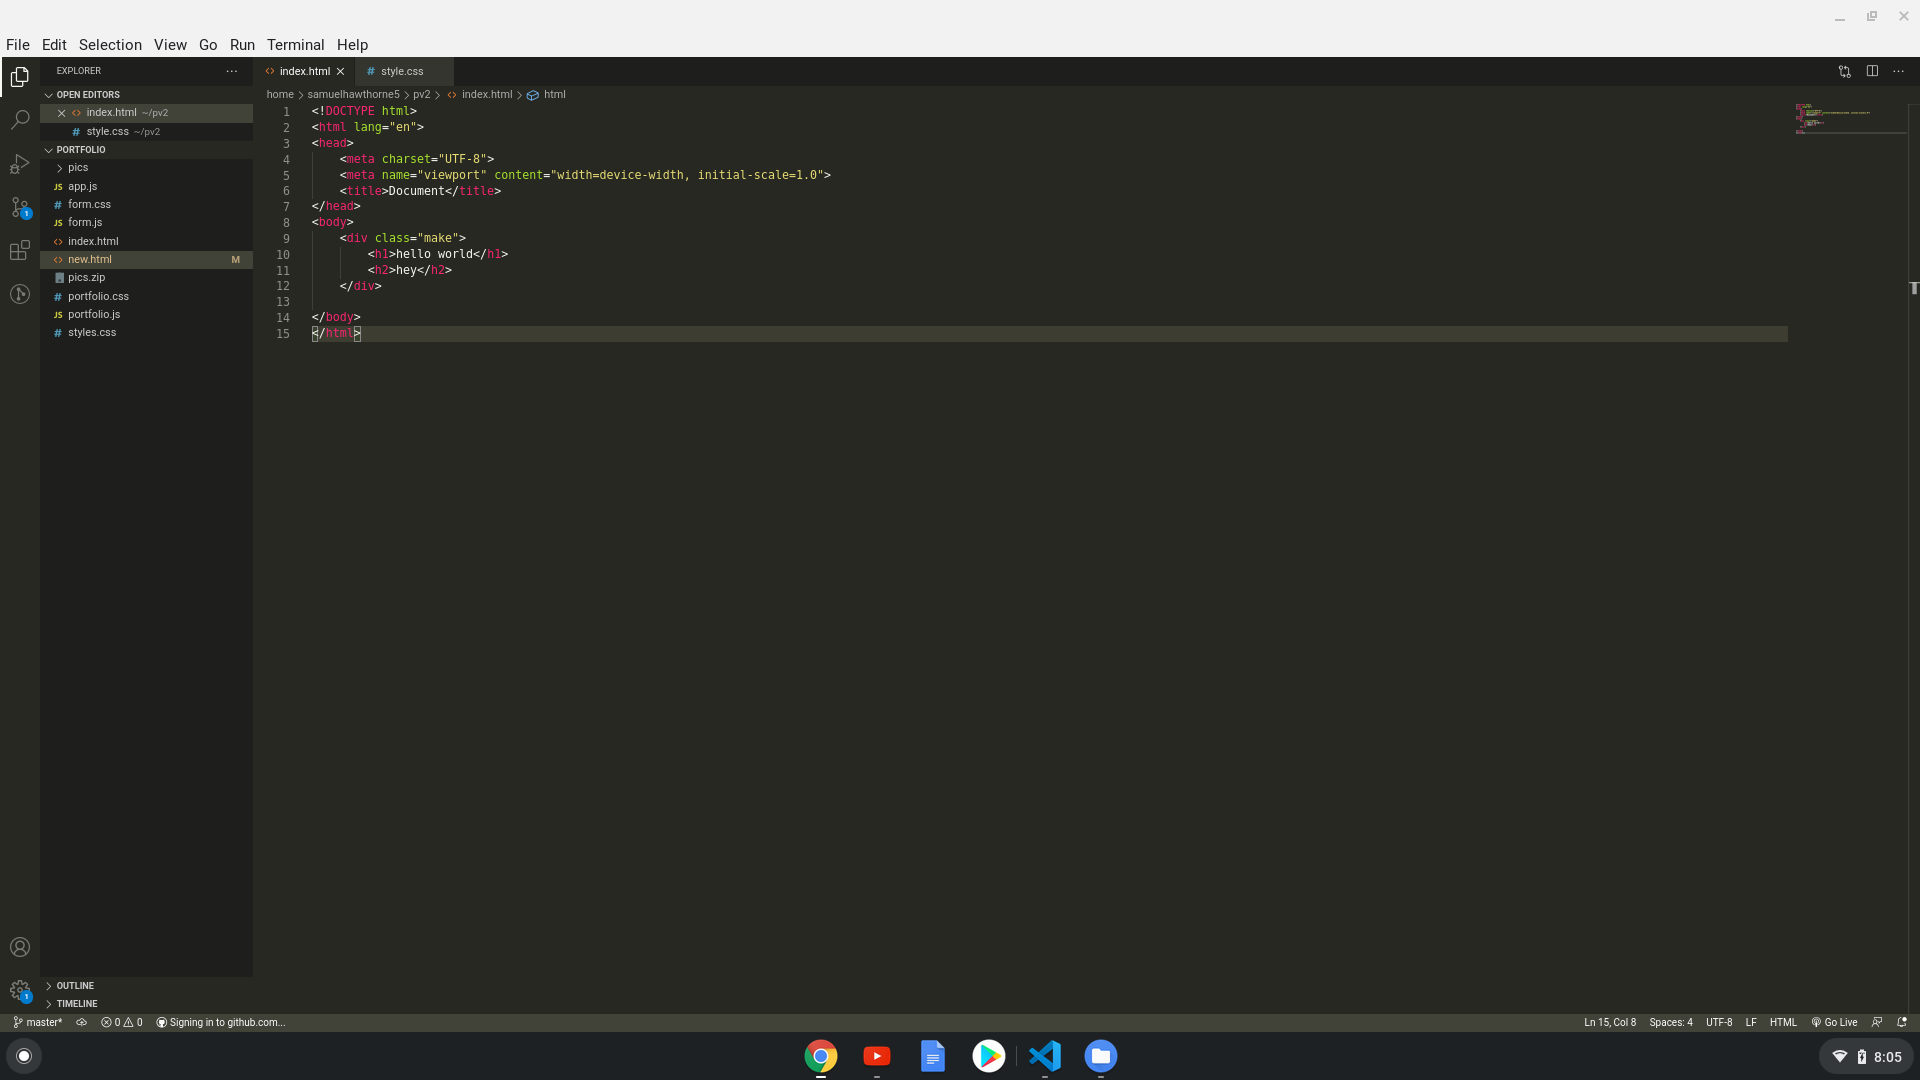 File Edit Selection View Go Run Terminal Help
EXPLORER
index.html
style.css
OPEN EDITORS
index.html ~/pv2
style.css ~/pv2
home > samuelhawthorne5 > pv2 > index.html > html
PORTFOLIO
pics
JS app.js
# form.css
JS form.js
index.html
new.html M
pics.zip
# portfolio.css
JS portfolio.js
# styles.css
1 <!DOCTYPE html>
2 <html lang="en">
3 <head>
4 <meta charset="UTF-8">
5 <meta name="viewport" content="width=device-width, initial-scale=1.0">
6 <title>Document</title>
7 </head>
8 <body>
9 <div class="make">
10 <h1>hello world</h1>
11 <h2>hey</h2>
12 </div>
13
14 </body>
15 </html>
1
1
OUTLINE
TIMELINE
master* 0 0 Signing in to github.com...
Ln 15, Col 8 Spaces: 4 UTF-8 LF HTML Go Live
8:05